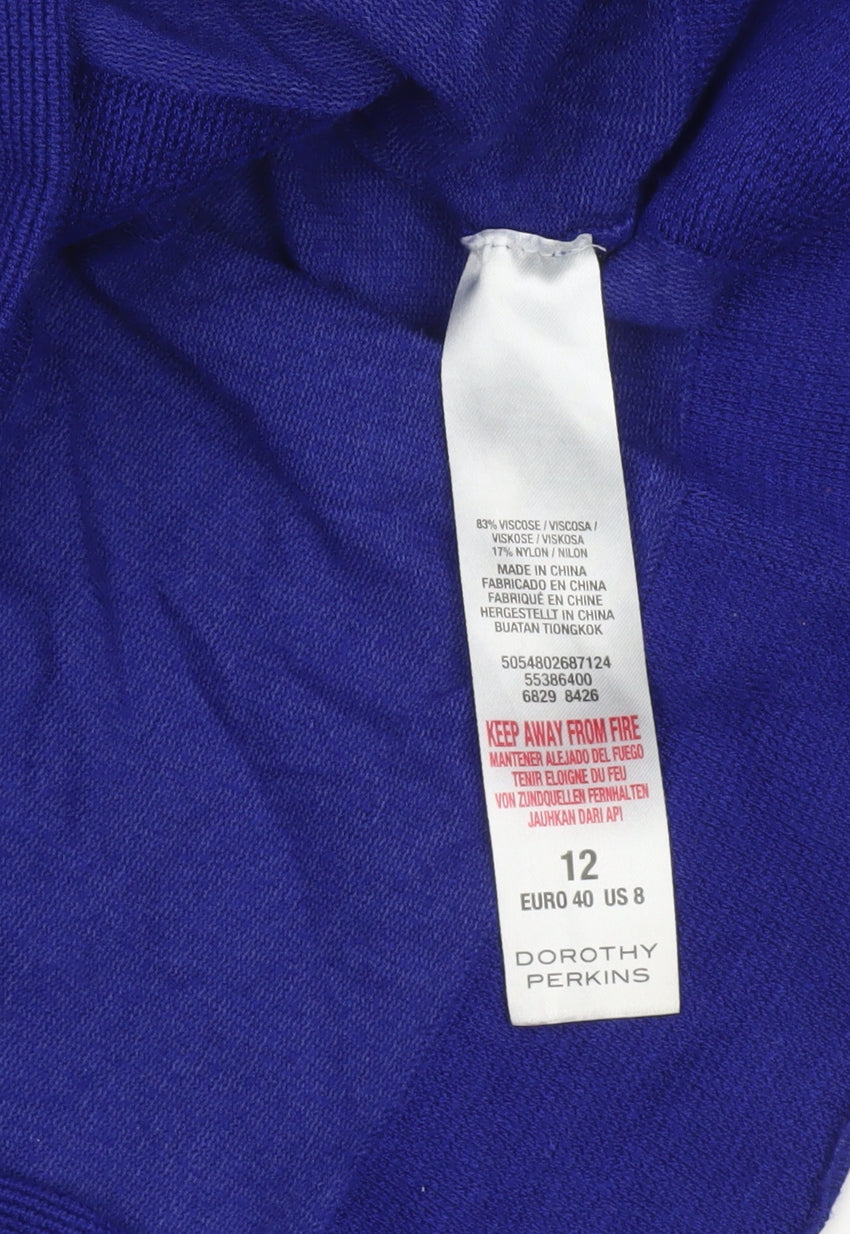 83% VISCOSE / VISCOSA /
VISKOSE / VISKOSA
17% NYLON / NILON
MADE IN CHINA
FABRICADO EN CHINA
FABRIQUÉ EN CHINE
HERGESTELLT IN CHINA
BUATAN TIONGKOK
5054802687124
55386400
6829 8426
KEEP AWAY FROM FIRE
MANTENER ALEJADO DEL FUEGO
TENIR ELOIGNE DU FEU
VON ZUNDQUELLEN FERNHALTEN
JAUHKAN DARI API
12
EURO 40 US 8
DOROTHY
PERKINS